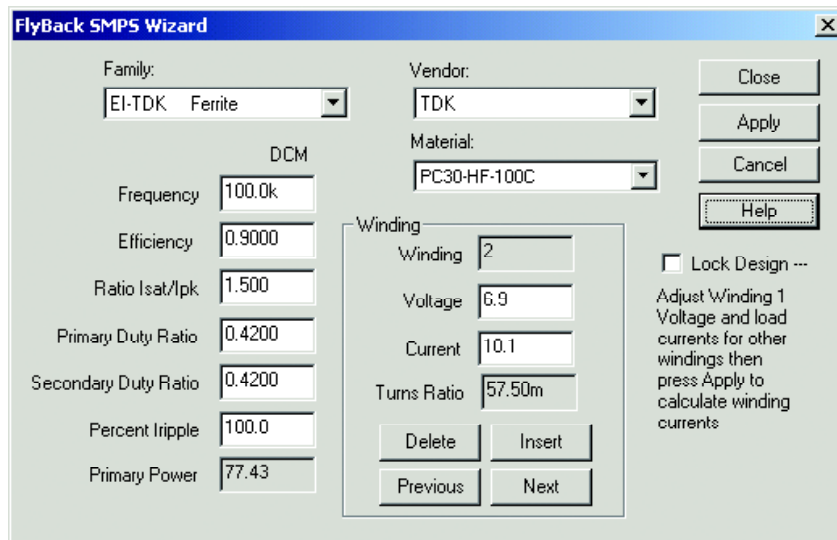 FlyBack SMPS Wizard
Family:
EI-TDK Ferrite
Vendor:
TDK
Material:
PC30-HF-100C
Close
Apply
Cancel
Help
DCM
Frequency 100.0k
Efficiency 0.9000
Ratio Isat/Ipk 1.500
Primary Duty Ratio 0.4200
Secondary Duty Ratio 0.4200
Percent Iripple 100.0
Primary Power 77.43
Winding
Winding 2
Voltage 6.9
Current 10.1
Turns Ratio 57.50m
Delete Insert
Previous Next
Lock Design ---
Adjust Winding 1
Voltage and load
currents for other
windings then
press Apply to
calculate winding
currents